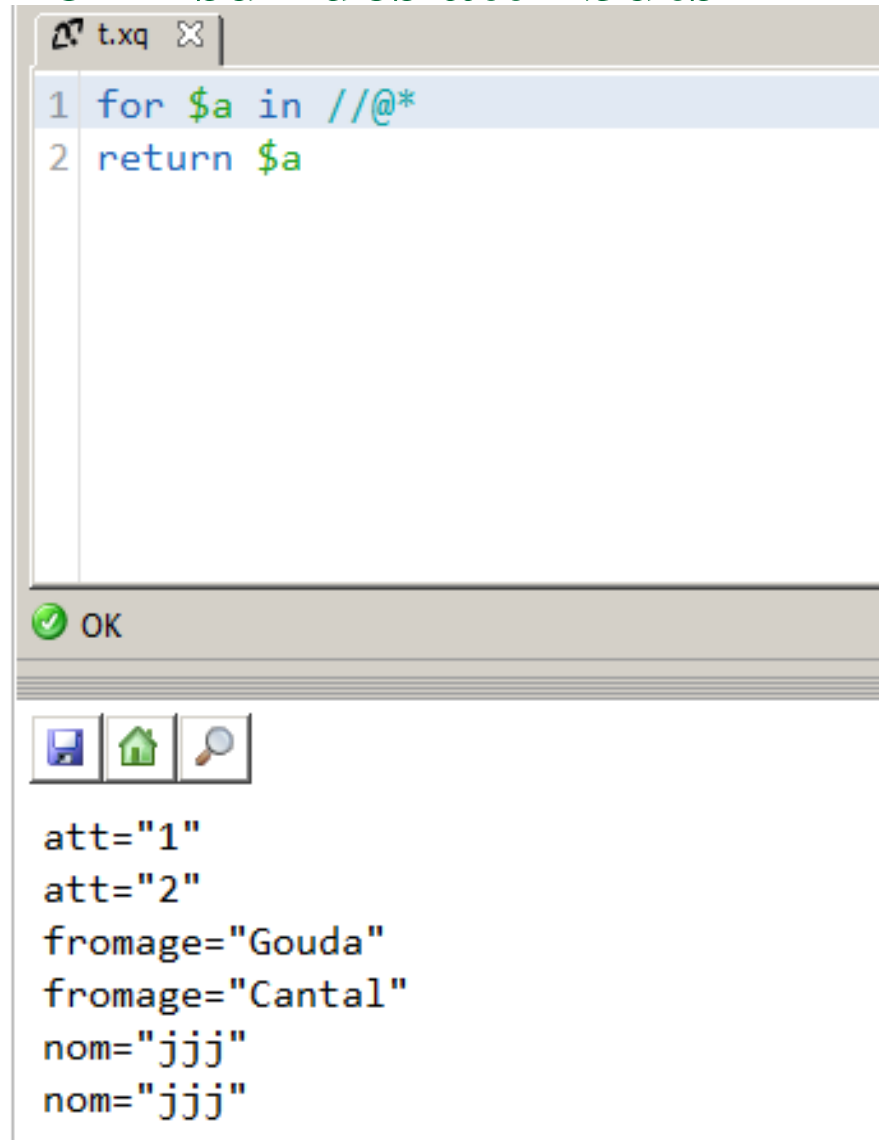 t.xq
1 for $a in //@*
2 return $a
OK
att="1"
att="2"
fromage="Gouda"
fromage="Cantal"
nom="jjj"
nom="jjj"